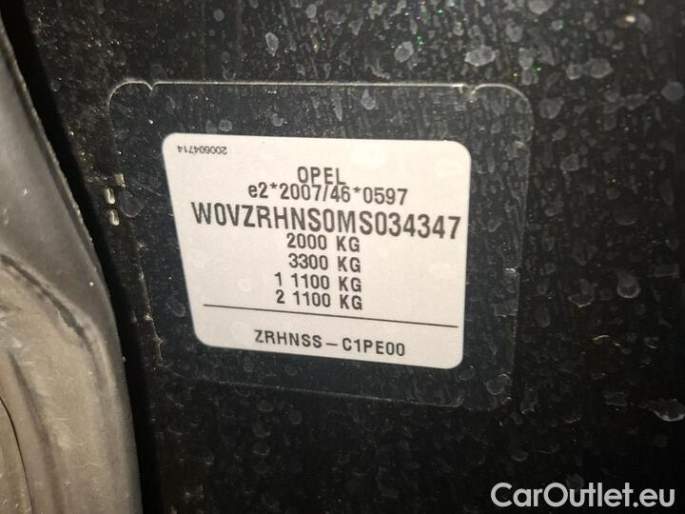 200604714
OPEL
e2*2007/46*0597
W0VZRHNS0MS034347
2000 KG
3300 KG
1 1100 KG
2 1100 KG
ZRHNSS-C1PE00
CarOutlet.eu